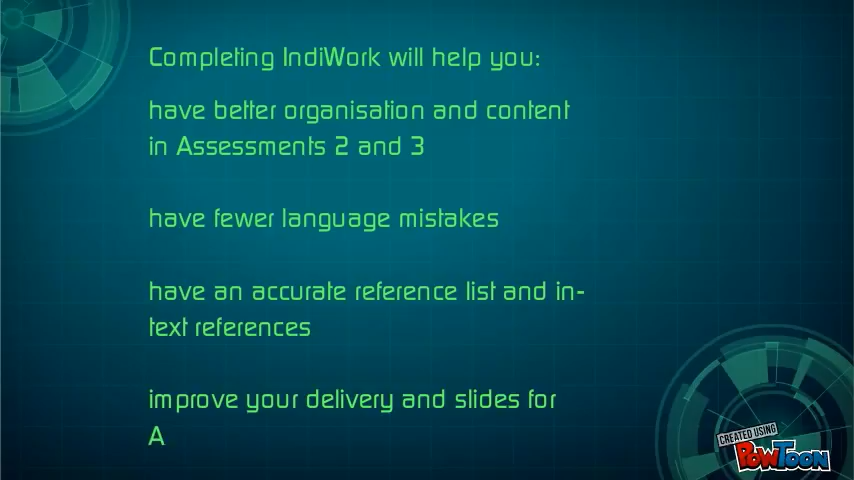 Completing IndiWork will help you:
have better organisation and content
in Assessments 2 and 3
have fewer language mistakes
have an accurate reference list and in-
text references
improve your delivery and slides for
A
CREATED USING
POWTOON